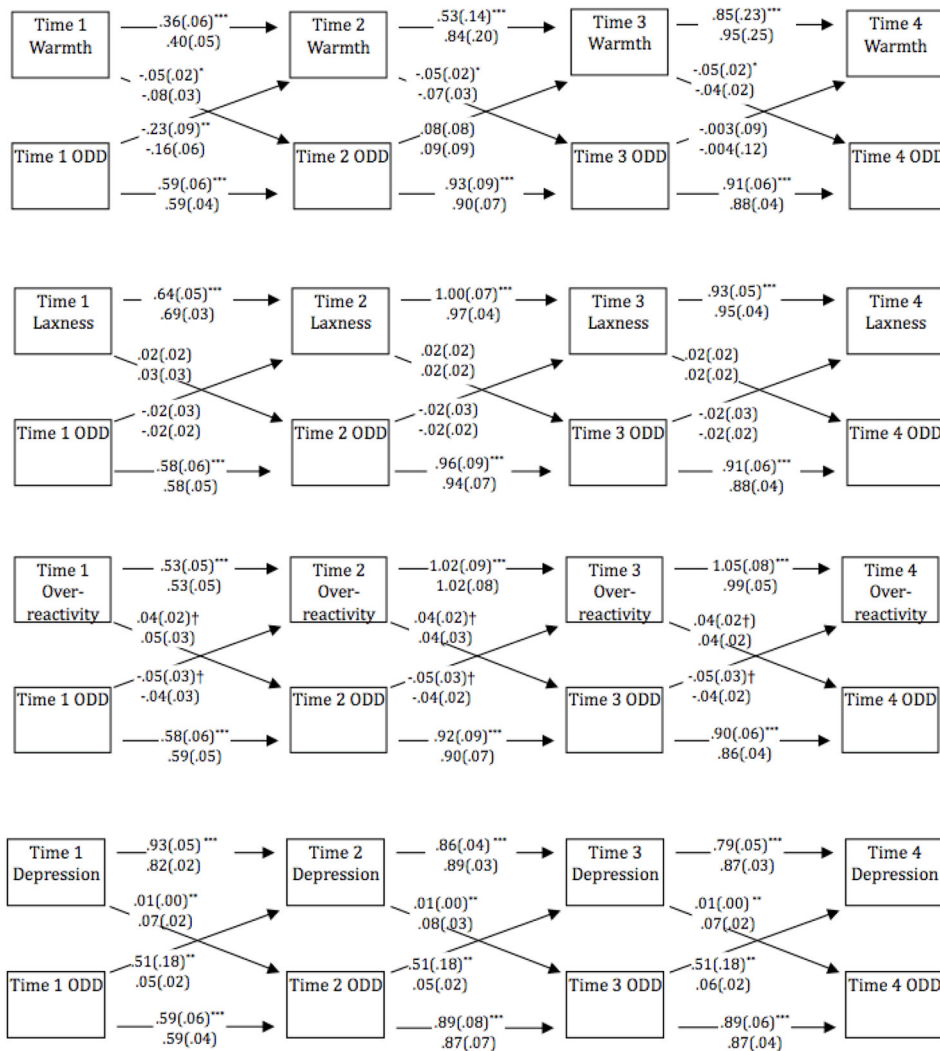 Time 1 .36(.06)*** Time 2 .53(.14)*** Time 3 .85(.23)*** Time 4
Warmth .40(.05) Warmth .84(.20) Warmth .95(.25) Warmth
-.05(.02)* -.05(.02)* -.05(.02)*
-.08(.03) -.07(.03) -.04(.02)
-.23(.09)** .08(.08) -.003(.09)
-.16(.06) .09(.09) -.004(.12)
Time 1 ODD Time 2 ODD Time 3 ODD Time 4 ODD
.59(.06)*** .93(.09)*** .91(.06)***
.59(.04) .90(.07) .88(.04)
Time 1 .64(.05)*** Time 2 1.00(.07)*** Time 3 .93(.05)*** Time 4
Laxness .69(.03) Laxness .97(.04) Laxness .95(.04) Laxness
.02(.02) .02(.02) .02(.02)
.03(.03) .02(.02) .02(.02)
-.02(.03) -.02(.03) -.02(.03)
-.02(.02) -.02(.02) -.02(.02)
Time 1 ODD Time 2 ODD Time 3 ODD Time 4 ODD
.58(.06)*** .96(.09)*** .91(.06)***
.58(.05) .94(.07) .88(.04)
Time 1 .53(.05)*** Time 2 1.02(.09)*** Time 3 1.05(.08)*** Time 4
Over- .53(.05) Over- 1.02(.08) Over- .99(.05) Over-
reactivity reactivity reactivity reactivity
.04(.02)† .04(.02)† .04(.02†)
.05(.03) .04(.03) .04(.02)
-.05(.03)† -.05(.03)† -.05(.03)†
-.04(.03) -.04(.02) -.04(.02)
Time 1 ODD Time 2 ODD Time 3 ODD Time 4 ODD
.58(.06)*** .92(.09)*** .90(.06)***
.59(.05) .90(.07) .86(.04)
Time 1 .93(.05)*** Time 2 .86(.04)*** Time 3 .79(.05)*** Time 4
Depression .82(.02) Depression .89(.03) Depression .87(.03) Depression
.01(.00)** .01(.00)** .01(.00)**
.07(.02) .08(.03) .07(.02)
.51(.18)** .51(.18)** .51(.18)**
.05(.02) .05(.02) .06(.02)
Time 1 ODD Time 2 ODD Time 3 ODD Time 4 ODD
.59(.06)*** .89(.08)*** .89(.06)***
.59(.04) .87(.07) .87(.04)